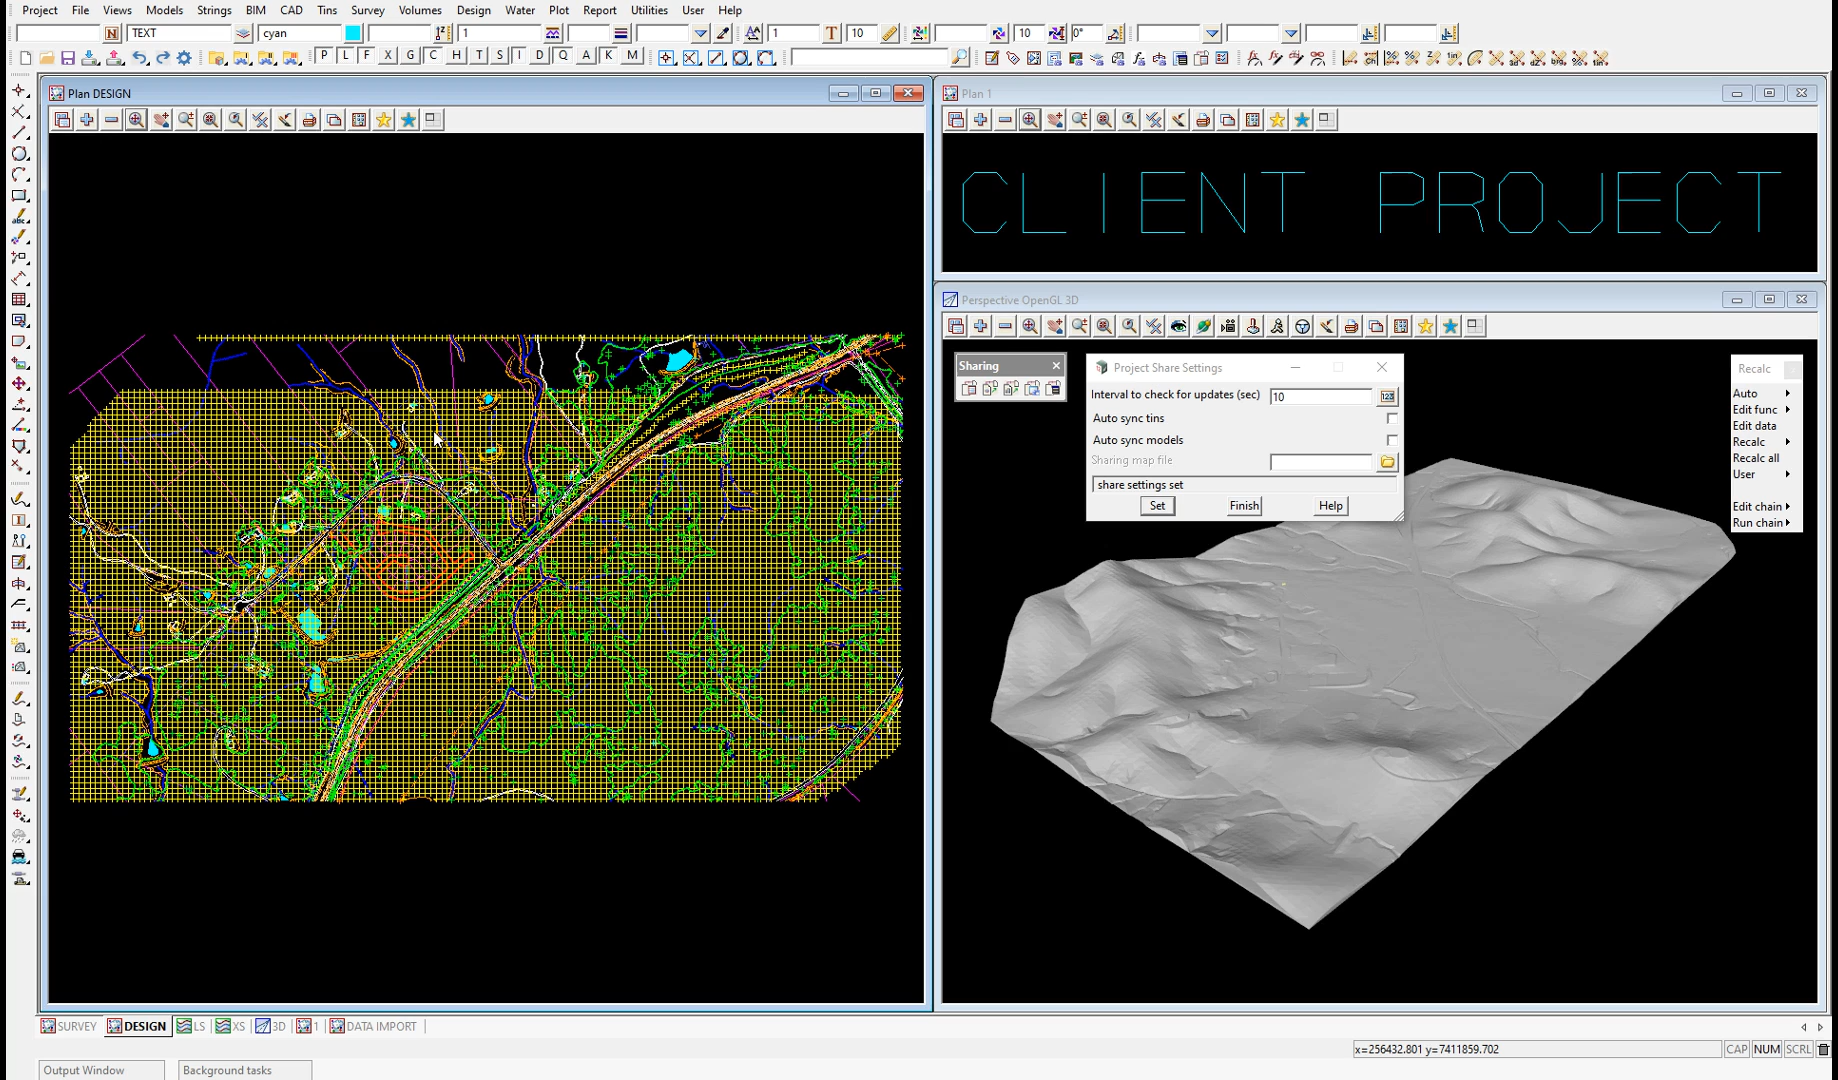 Project File Views Models Strings BIM CAD Tins Survey Volumes Design Water Plot Report Utilities User Help
N TEXT cyan 1 1 T 10 10 0°
P L F X G C H T S I D Q A K M
Plan DESIGN
Plan 1
CLIENT PROJECT
Perspective OpenGL 3D
Sharing
Project Share Settings
Interval to check for updates (sec) 10 123
Auto sync tins
Auto sync models
Sharing map file
share settings set
Set Finish Help
Recalc
Auto
Edit func
Edit data
Recalc
Recalc all
User
Edit chain
Run chain
SURVEY DESIGN LS XS 3D 1 DATA IMPORT
x=256432.801 y=7411859.702 CAP NUM SCRL
Output Window Background tasks